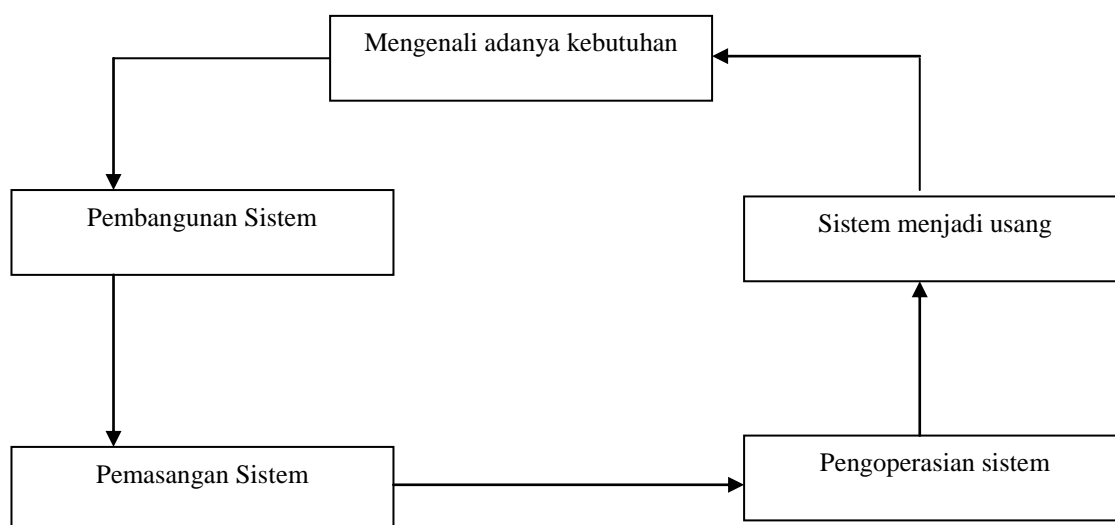 Mengenali adanya kebutuhan
Pembangunan Sistem
Sistem menjadi usang
Pemasangan Sistem
Pengoperasian sistem